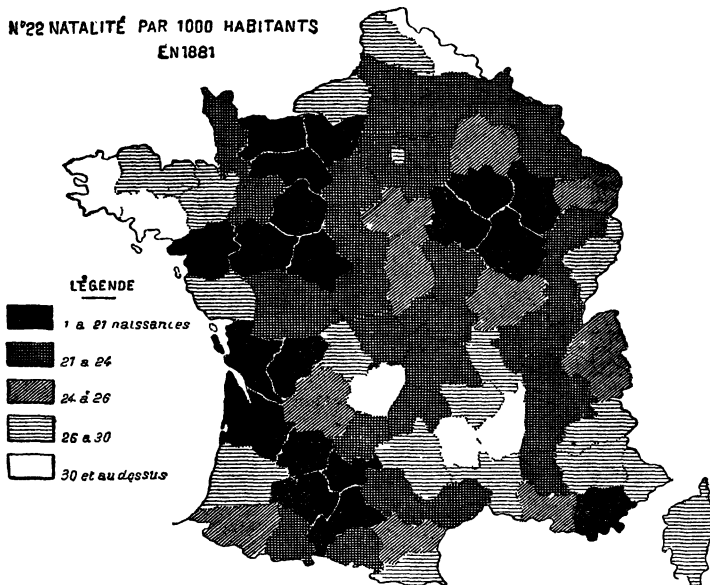 Nº22 NATALITÉ PAR 1000 HABITANTS
EN 1881
LÉGENDE
1 a 21 naissances
21 a 24
24 à 26
26 a 30
30 et au dessus